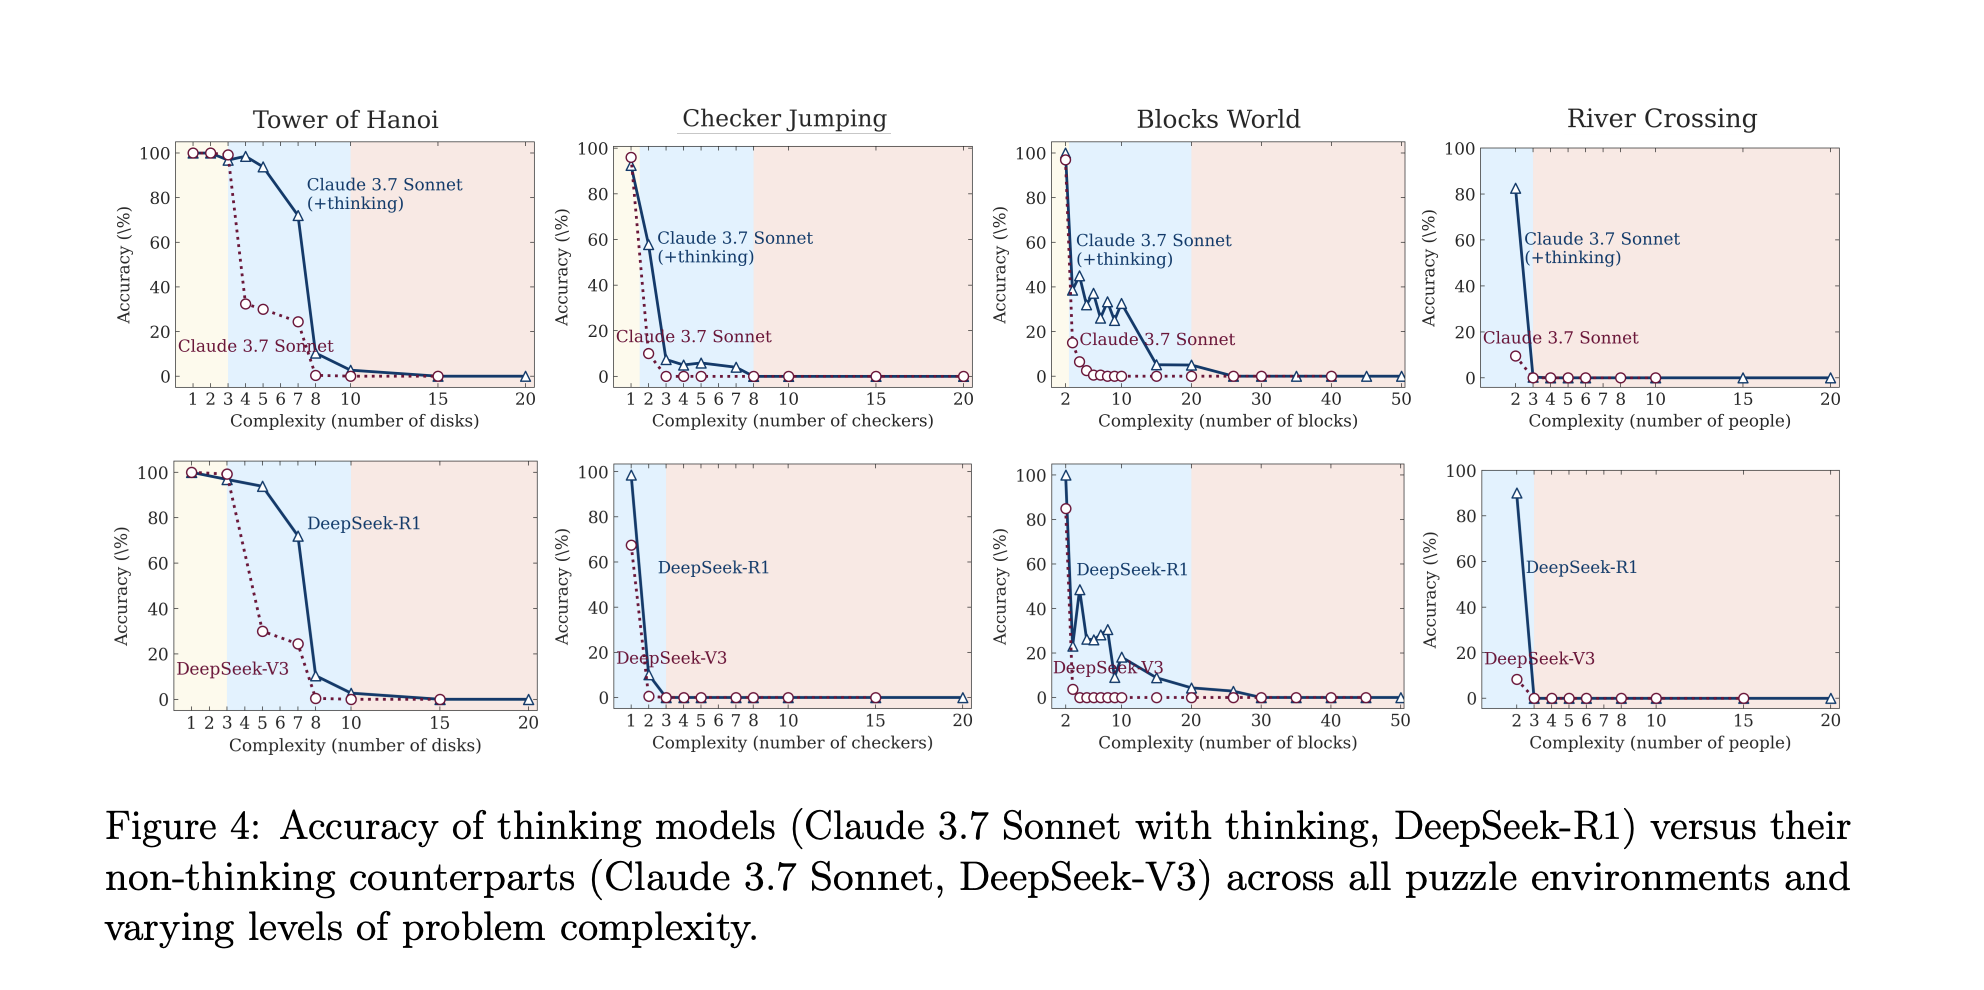 Tower of Hanoi
Accuracy (\%)
100
80
60
40
20
0
Claude 3.7 Sonnet
(+thinking)
Claude 3.7 Sonnet
1 2 3 4 5 6 7 8 10 15 20
Complexity (number of disks)
Checker Jumping
Accuracy (\%)
100
80
60
40
20
0
Claude 3.7 Sonnet
(+thinking)
Claude 3.7 Sonnet
1 2 3 4 5 6 7 8 10 15 20
Complexity (number of checkers)
Blocks World
Accuracy (\%)
100
80
60
40
20
0
Claude 3.7 Sonnet
(+thinking)
Claude 3.7 Sonnet
2 10 20 30 40 50
Complexity (number of blocks)
River Crossing
Accuracy (\%)
100
80
60
40
20
0
Claude 3.7 Sonnet
(+thinking)
Claude 3.7 Sonnet
2 3 4 5 6 7 8 10 15 20
Complexity (number of people)
Accuracy (\%)
100
80
60
40
20
0
DeepSeek-R1
DeepSeek-V3
1 2 3 4 5 6 7 8 10 15 20
Complexity (number of disks)
Accuracy (\%)
100
80
60
40
20
0
DeepSeek-R1
DeepSeek-V3
1 2 3 4 5 6 7 8 10 15 20
Complexity (number of checkers)
Accuracy (\%)
100
80
60
40
20
0
DeepSeek-R1
DeepSeek-V3
2 10 20 30 40 50
Complexity (number of blocks)
Accuracy (\%)
100
80
60
40
20
0
DeepSeek-R1
DeepSeek-V3
2 3 4 5 6 7 8 10 15 20
Complexity (number of people)
Figure 4: Accuracy of thinking models (Claude 3.7 Sonnet with thinking, DeepSeek-R1) versus their
non-thinking counterparts (Claude 3.7 Sonnet, DeepSeek-V3) across all puzzle environments and
varying levels of problem complexity.